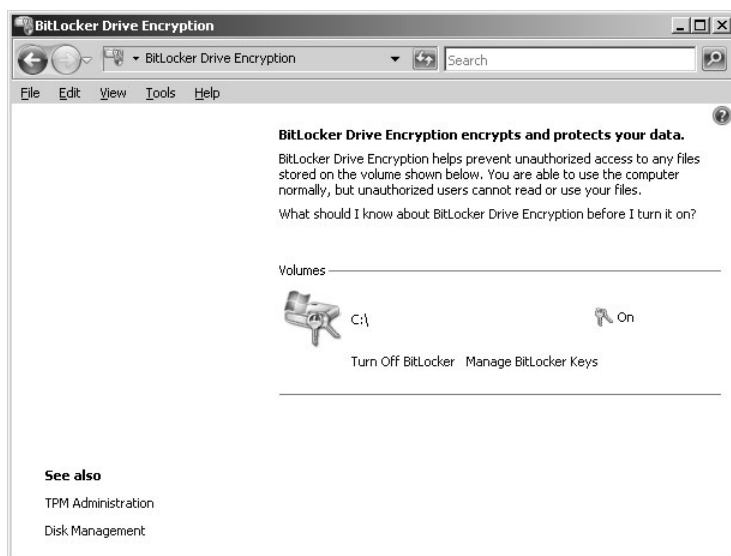 BitLocker Drive Encryption
BitLocker Drive Encryption
Search
File Edit View Tools Help
BitLocker Drive Encryption encrypts and protects your data.
BitLocker Drive Encryption helps prevent unauthorized access to any files
stored on the volume shown below. You are able to use the computer
normally, but unauthorized users cannot read or use your files.
What should I know about BitLocker Drive Encryption before I turn it on?
Volumes
C:\ On
Turn Off BitLocker Manage BitLocker Keys
See also
TPM Administration
Disk Management